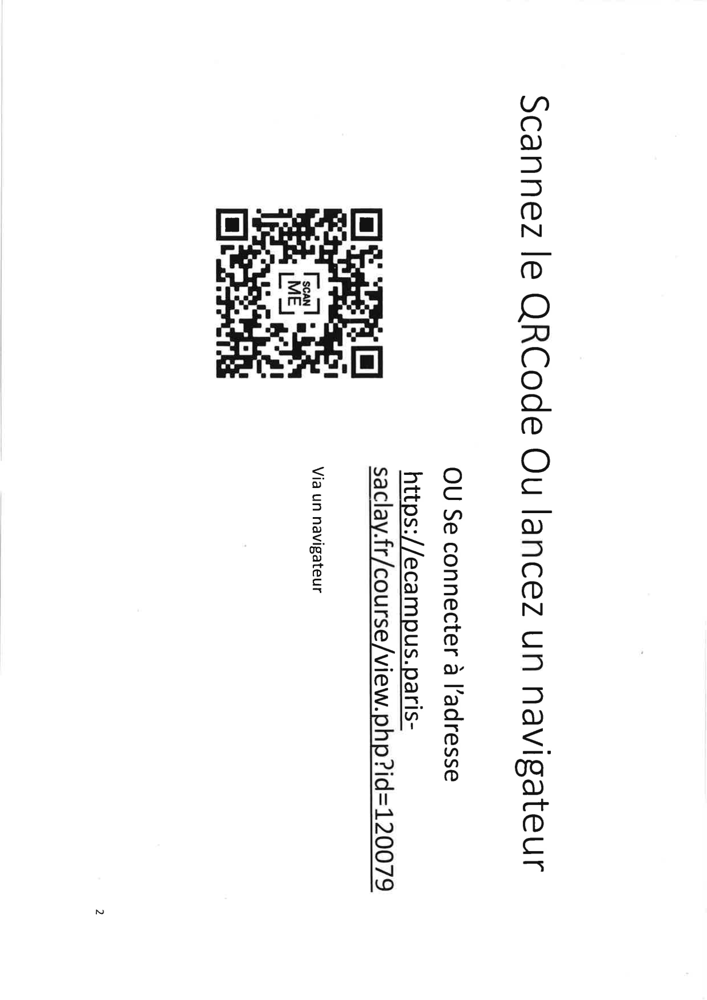 Scannez le QRCode Ou lancez un navigateur
SCAN
ME
OU Se connecter à l'adresse
https://ecampus.paris-
saclay.fr/course/view.php?id=120079
Via un navigateur
2